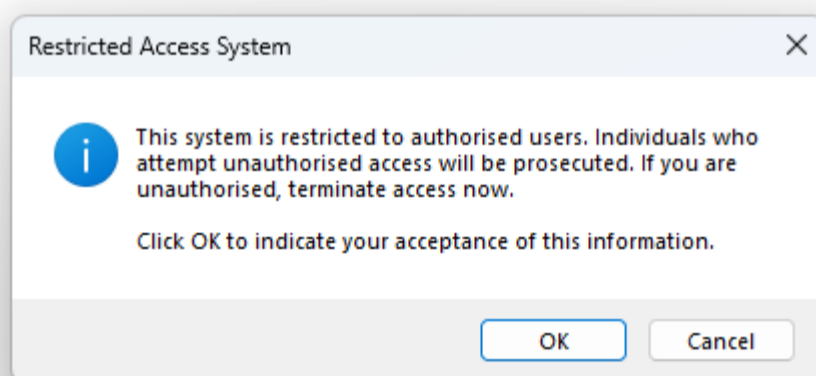 Restricted Access System
This system is restricted to authorised users. Individuals who
attempt unauthorised access will be prosecuted. If you are
unauthorised, terminate access now.
Click OK to indicate your acceptance of this information.
OK
Cancel